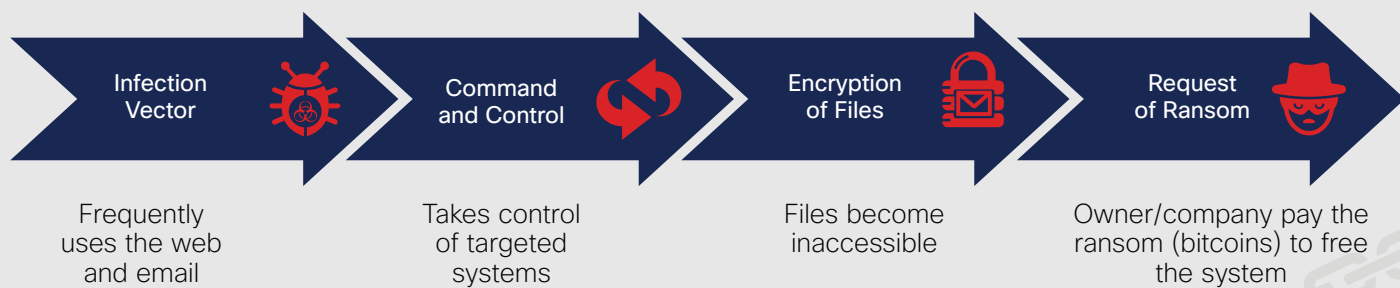 Infection
Vector
Command
and Control
Encryption
of Files
Request
of Ransom
Frequently
uses the web
and email
Takes control
of targeted
systems
Files become
inaccessible
Owner/company pay the
ransom (bitcoins) to free
the system